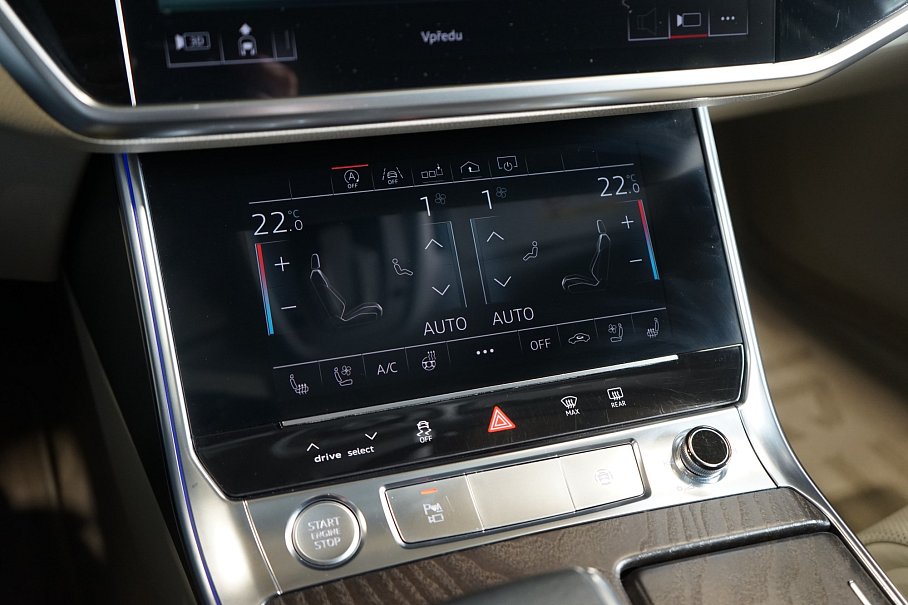 3D
Vpředu
A
OFF
OFF
22.0 °C
1
1
22.0 °C
+
+
−
−
AUTO
AUTO
A/C
...
OFF
drive select
OFF
MAX
REAR
START
ENGINE
STOP
P